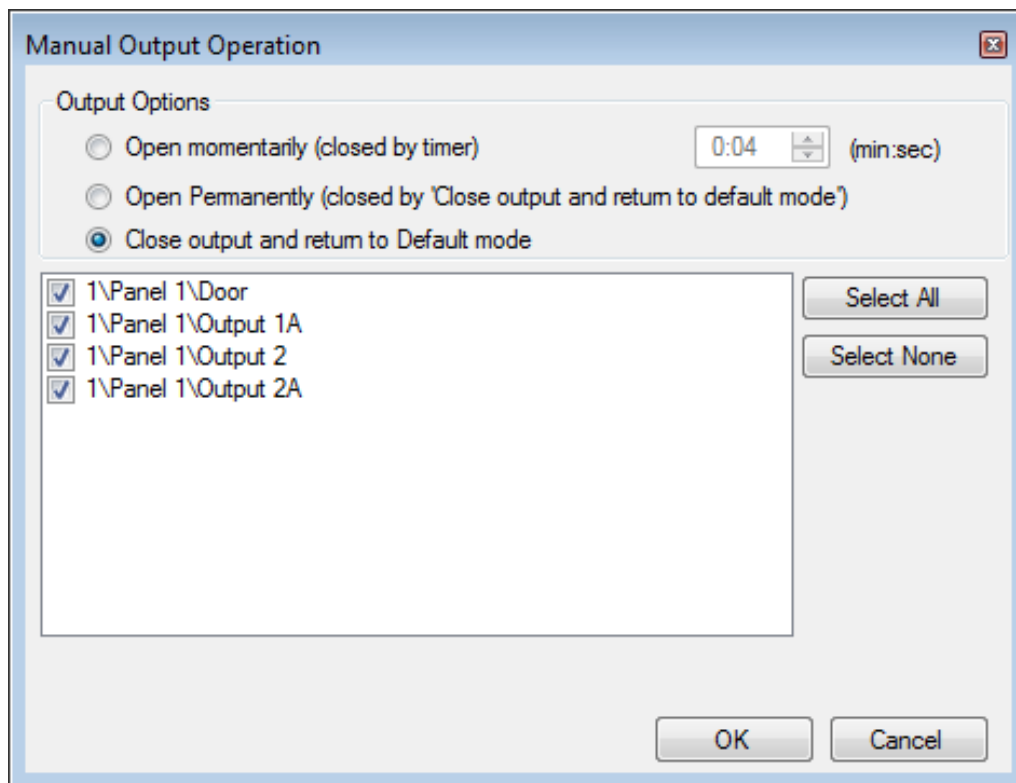 Manual Output Operation
Output Options
Open momentarily (closed by timer) 0:04 (min:sec)
Open Permanently (closed by 'Close output and return to default mode')
Close output and return to Default mode
1\Panel 1\Door
1\Panel 1\Output 1A
1\Panel 1\Output 2
1\Panel 1\Output 2A
Select All
Select None
OK Cancel